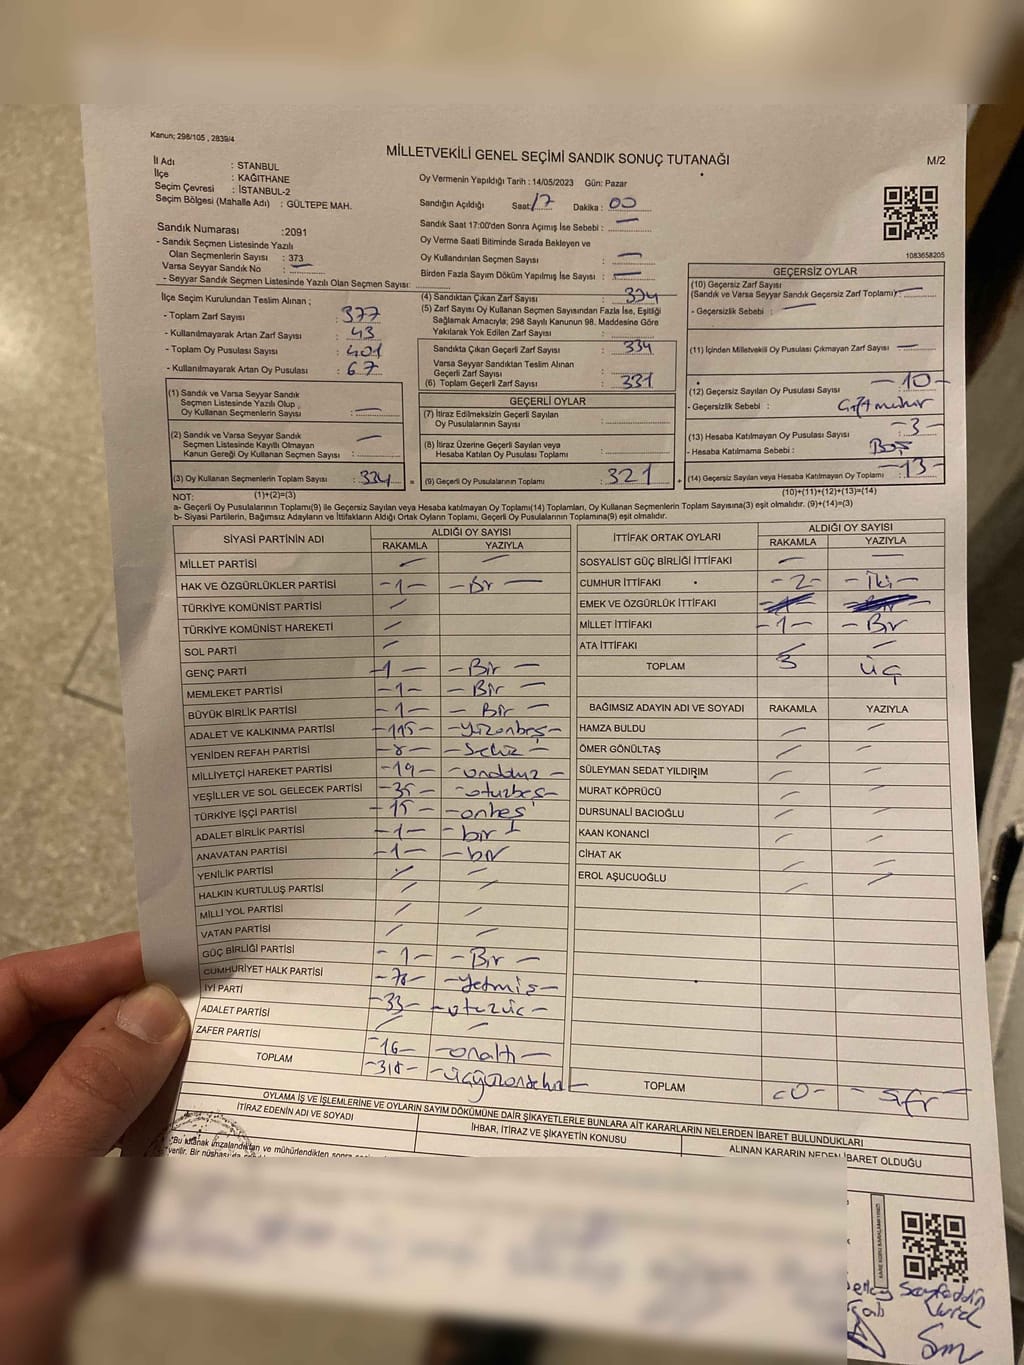 Kanun; 298/105 , 2839/4
MİLLETVEKİLİ GENEL SEÇİMİ SANDIK SONUÇ TUTANAĞI
M/2
İl Adı : STANBUL
İlçe : KAĞITHANE
Seçim Çevresi : İSTANBUL-2
Seçim Bölgesi (Mahalle Adı) : GÜLTEPE MAH.
Sandık Numarası :2091
- Sandık Seçmen Listesinde Yazılı
Olan Seçmenlerin Sayısı : 373
Varsa Seyyar Sandık No :
- Seyyar Sandık Seçmen Listesinde Yazılı Olan Seçmen Sayısı:
Oy Vermenin Yapıldığı Tarih : 14/05/2023 Gün: Pazar
Sandığın Açıldığı Saat: 17 Dakika : 00
Sandık Saat 17:00'den Sonra Açımış İse Sebebi : —
Oy Verme Saati Bitiminde Sırada Bekleyen ve
Oy Kullandırılan Seçmen Sayısı : —
Birden Fazla Sayım Döküm Yapılmış İse Sayısı : —
1083658205
İlçe Seçim Kurulundan Teslim Alınan ;
- Toplam Zarf Sayısı : 377
- Kullanılmayarak Artan Zarf Sayısı : 43
- Toplam Oy Pusulası Sayısı : 401
- Kullanılmayarak Artan Oy Pusulası : 67
(1) Sandık ve Varsa Seyyar Sandık
Seçmen Listesinde Yazılı Olup
Oy Kullanan Seçmenlerin Sayısı : —
(2) Sandık ve Varsa Seyyar Sandık
Seçmen Listesinde Kayıtlı Olmayan
Kanun Gereği Oy Kullanan Seçmen Sayısı : —
(3) Oy Kullanan Seçmenlerin Toplam Sayısı : 334
(4) Sandıktan Çıkan Zarf Sayısı : 334
(5) Zarf Sayısı Oy Kullanan Seçmen Sayısından Fazla İse, Eşitliği
Sağlamak Amacıyla; 298 Sayılı Kanunun 98. Maddesine Göre
Yakılarak Yok Edilen Zarf Sayısı :
Sandıkta Çıkan Geçerli Zarf Sayısı : 334
Varsa Seyyar Sandıktan Teslim Alınan
Geçerli Zarf Sayısı :
(6) Toplam Geçerli Zarf Sayısı : 331
GEÇERLİ OYLAR
(7) İtiraz Edilmeksizin Geçerli Sayılan
Oy Pusulalarının Sayısı :
(8) İtiraz Üzerine Geçerli Sayılan veya
Hesaba Katılan Oy Pusulası Toplamı :
= (9) Geçerli Oy Pusulalarının Toplamı : 321 +
GEÇERSİZ OYLAR
(10) Geçersiz Zarf Sayısı
(Sandık ve Varsa Seyyar Sandık Geçersiz Zarf Toplamı) : —
- Geçersizlik Sebebi : —
(11) İçinden Milletvekili Oy Pusulası Çıkmayan Zarf Sayısı : —
(12) Geçersiz Sayılan Oy Pusulası Sayısı : -10-
- Geçersizlik Sebebi : Çift mühür
(13) Hesaba Katılmayan Oy Pusulası Sayısı : -3-
- Hesaba Katılmama Sebebi : Boş
(14) Geçersiz Sayılan veya Hesaba Katılmayan Oy Toplamı : -13-
NOT: (1)+(2)=(3)
(10)+(11)+(12)+(13)=(14)
a- Geçerli Oy Pusulalarının Toplamı(9) ile Geçersiz Sayılan veya Hesaba katılmayan Oy Toplamı(14) Toplamları, Oy Kullanan Seçmenlerin Toplam Sayısına(3) eşit olmalıdır. (9)+(14)=(3)
b- Siyasi Partilerin, Bağımsız Adayların ve İttifakların Aldığı Ortak Oyların Toplamı, Geçerli Oy Pusulalarının Toplamına(9) eşit olmalıdır.
SİYASİ PARTİNİN ADI ALDIĞI OY SAYISI
RAKAMLA YAZIYLA
MİLLET PARTİSİ — —
HAK VE ÖZGÜRLÜKLER PARTİSİ -1- - Bir -
TÜRKİYE KOMÜNİST PARTİSİ —
TÜRKİYE KOMÜNİST HAREKETİ —
SOL PARTİ —
GENÇ PARTİ -1- - Bir -
MEMLEKET PARTİSİ -1- - Bir -
BÜYÜK BİRLİK PARTİSİ -1- - Bir -
ADALET VE KALKINMA PARTİSİ -115- - yüzonbeş -
YENİDEN REFAH PARTİSİ -8- - Sekiz -
MİLLİYETÇİ HAREKET PARTİSİ -19- - ondokuz -
YEŞİLLER VE SOL GELECEK PARTİSİ -35- - otuzbeş -
TÜRKİYE İŞÇİ PARTİSİ -15- - onbeş
ADALET BİRLİK PARTİSİ -1- - bir
ANAVATAN PARTİSİ -1- - bir
YENİLİK PARTİSİ — —
HALKIN KURTULUŞ PARTİSİ — —
MİLLİ YOL PARTİSİ — —
VATAN PARTİSİ — —
GÜÇ BİRLİĞİ PARTİSİ -1- - Bir -
CUMHURİYET HALK PARTİSİ -70- - yetmiş -
İYİ PARTİ -33- - otuzüç -
ADALET PARTİSİ — —
ZAFER PARTİSİ -16- - onaltı -
TOPLAM -318- - üçyüzonsekiz -
İTTİFAK ORTAK OYLARI ALDIĞI OY SAYISI
RAKAMLA YAZIYLA
SOSYALİST GÜÇ BİRLİĞİ İTTİFAKI — —
CUMHUR İTTİFAKI -2- - İki -
EMEK VE ÖZGÜRLÜK İTTİFAKI
MİLLET İTTİFAKI -1- - Bir
ATA İTTİFAKI — —
TOPLAM 3 üç
BAĞIMSIZ ADAYIN ADI VE SOYADI RAKAMLA YAZIYLA
HAMZA BULDU — —
ÖMER GÖNÜLTAŞ — —
SÜLEYMAN SEDAT YILDIRIM — —
MURAT KÖPRÜCÜ — —
DURSUNALİ BACIOĞLU — —
KAAN KONANCİ — —
CİHAT AK — —
EROL AŞUCUOĞLU — —
TOPLAM -0- - sıfır
OYLAMA İŞ VE İŞLEMLERİNE VE OYLARIN SAYIM DÖKÜMÜNE DAİR ŞİKAYETLERLE BUNLARA AİT KARARLARIN NELERDEN İBARET BULUNDUKLARI
İTİRAZ EDENİN ADI VE SOYADI
İHBAR, İTİRAZ VE ŞİKAYETİN KONUSU
ALINAN KARARIN NEDEN İBARET OLDUĞU
"Bu tutanak imzalandıktan ve mühürlendikten sonra
verilir. Bir nüshası da
Seyfeddin